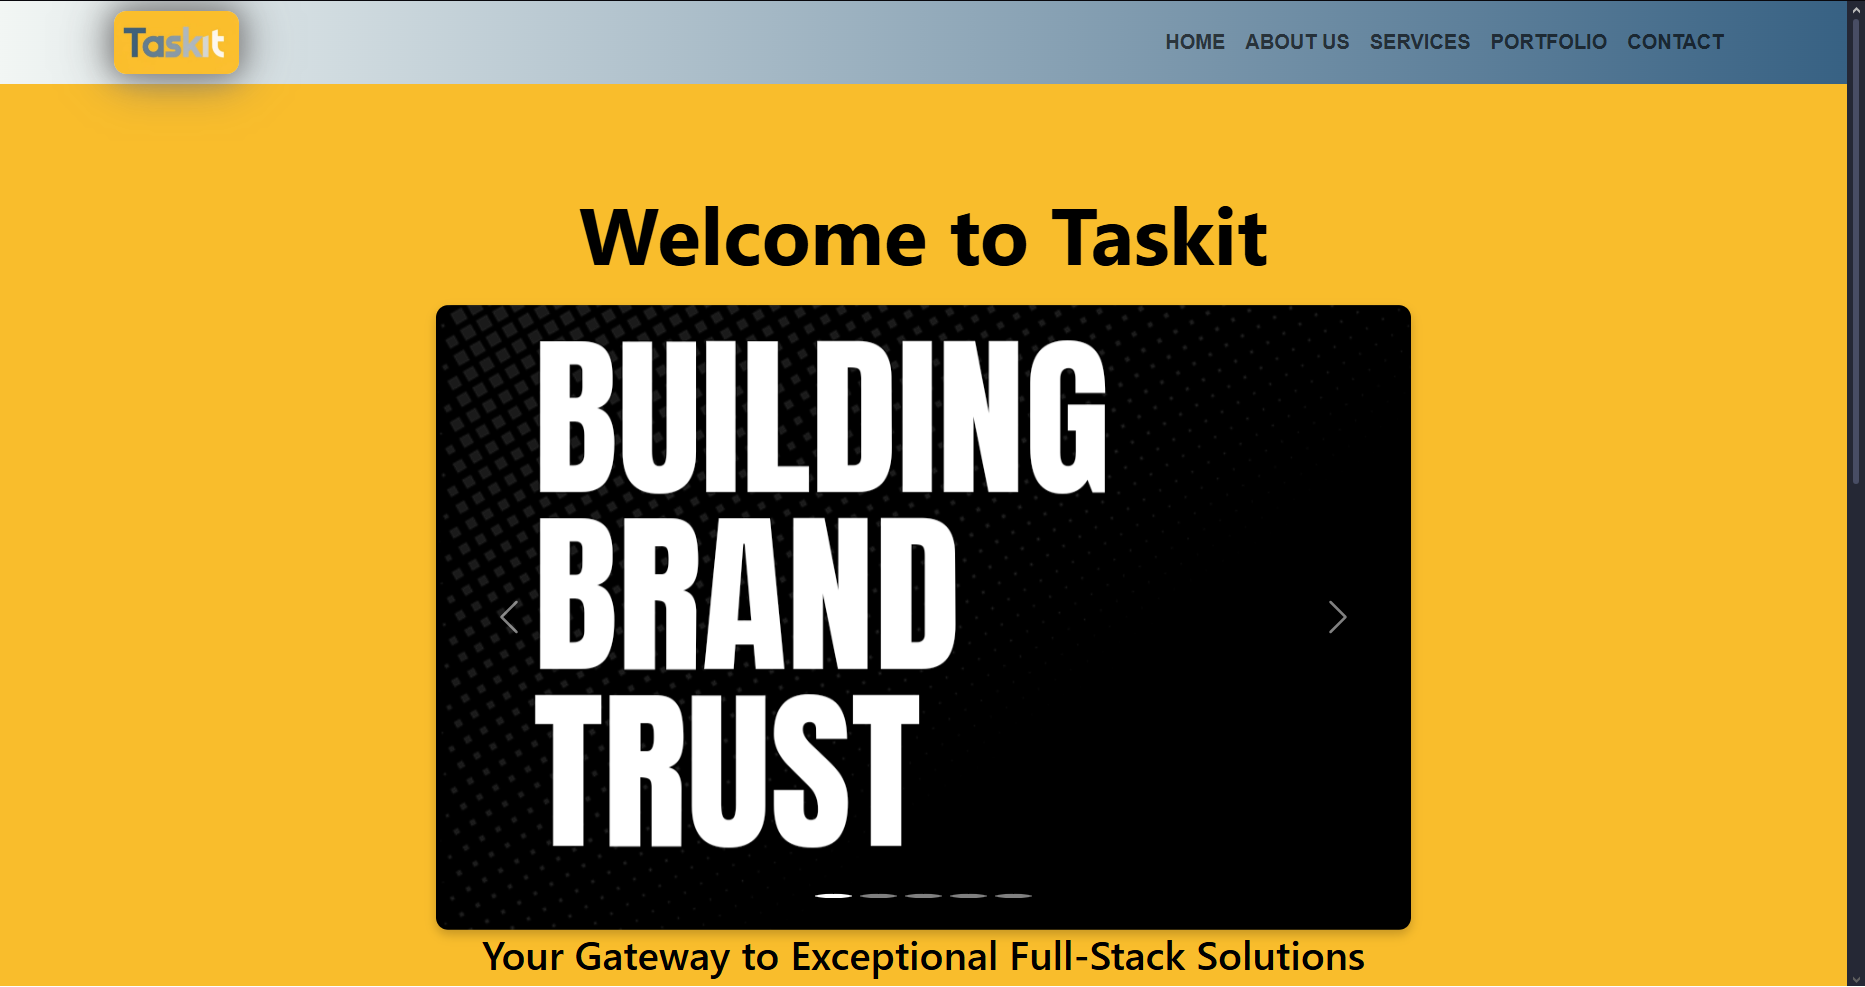 Taskit
HOME ABOUT US SERVICES PORTFOLIO CONTACT
Welcome to Taskit
BUILDING
BRAND
TRUST
Your Gateway to Exceptional Full-Stack Solutions